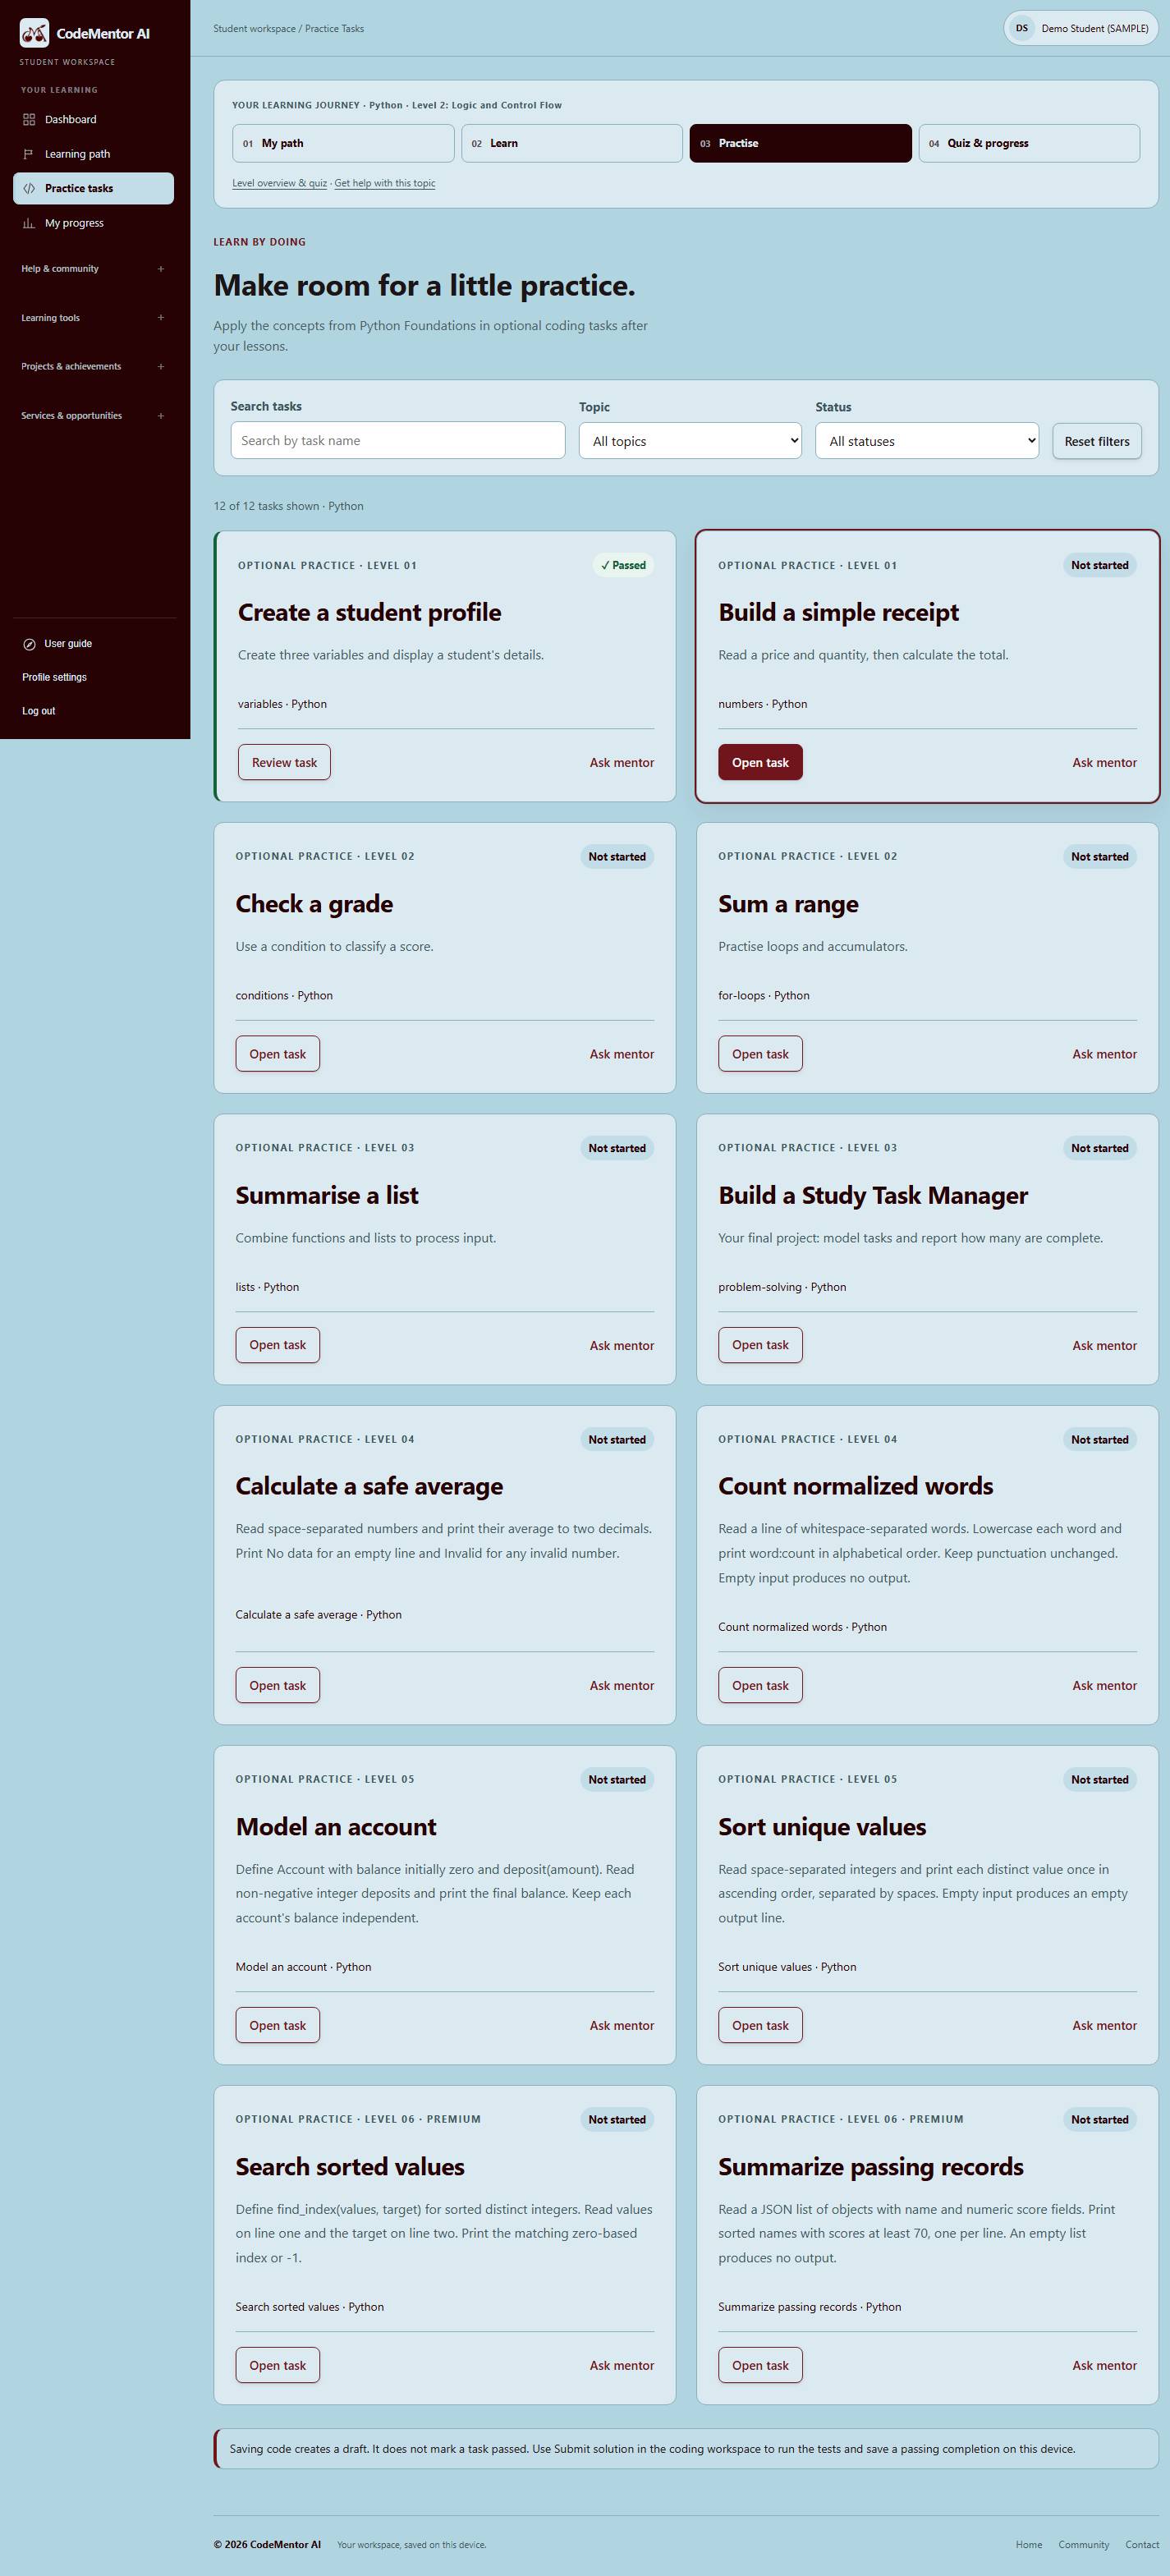 CodeMentor AI
STUDENT WORKSPACE
YOUR LEARNING
Dashboard
Learning path
Practice tasks
My progress
Help & community +
Learning tools +
Projects & achievements +
Services & opportunities +
User guide
Profile settings
Log out
Student workspace / Practice Tasks
DS Demo Student (SAMPLE)
YOUR LEARNING JOURNEY · Python · Level 2: Logic and Control Flow
01 My path
02 Learn
03 Practise
04 Quiz & progress
Level overview & quiz · Get help with this topic
LEARN BY DOING
Make room for a little practice.
Apply the concepts from Python Foundations in optional coding tasks after
your lessons.
Search tasks
Search by task name
Topic
All topics
Status
All statuses
Reset filters
12 of 12 tasks shown · Python
OPTIONAL PRACTICE · LEVEL 01
✓ Passed
Create a student profile
Create three variables and display a student's details.
variables · Python
Review task
Ask mentor
OPTIONAL PRACTICE · LEVEL 01
Not started
Build a simple receipt
Read a price and quantity, then calculate the total.
numbers · Python
Open task
Ask mentor
OPTIONAL PRACTICE · LEVEL 02
Not started
Check a grade
Use a condition to classify a score.
conditions · Python
Open task
Ask mentor
OPTIONAL PRACTICE · LEVEL 02
Not started
Sum a range
Practise loops and accumulators.
for-loops · Python
Open task
Ask mentor
OPTIONAL PRACTICE · LEVEL 03
Not started
Summarise a list
Combine functions and lists to process input.
lists · Python
Open task
Ask mentor
OPTIONAL PRACTICE · LEVEL 03
Not started
Build a Study Task Manager
Your final project: model tasks and report how many are complete.
problem-solving · Python
Open task
Ask mentor
OPTIONAL PRACTICE · LEVEL 04
Not started
Calculate a safe average
Read space-separated numbers and print their average to two decimals.
Print No data for an empty line and Invalid for any invalid number.
Calculate a safe average · Python
Open task
Ask mentor
OPTIONAL PRACTICE · LEVEL 04
Not started
Count normalized words
Read a line of whitespace-separated words. Lowercase each word and
print word:count in alphabetical order. Keep punctuation unchanged.
Empty input produces no output.
Count normalized words · Python
Open task
Ask mentor
OPTIONAL PRACTICE · LEVEL 05
Not started
Model an account
Define Account with balance initially zero and deposit(amount). Read
non-negative integer deposits and print the final balance. Keep each
account's balance independent.
Model an account · Python
Open task
Ask mentor
OPTIONAL PRACTICE · LEVEL 05
Not started
Sort unique values
Read space-separated integers and print each distinct value once in
ascending order, separated by spaces. Empty input produces an empty
output line.
Sort unique values · Python
Open task
Ask mentor
OPTIONAL PRACTICE · LEVEL 06 · PREMIUM
Not started
Search sorted values
Define find_index(values, target) for sorted distinct integers. Read values
on line one and the target on line two. Print the matching zero-based
index or -1.
Search sorted values · Python
Open task
Ask mentor
OPTIONAL PRACTICE · LEVEL 06 · PREMIUM
Not started
Summarize passing records
Read a JSON list of objects with name and numeric score fields. Print
sorted names with scores at least 70, one per line. An empty list
produces no output.
Summarize passing records · Python
Open task
Ask mentor
Saving code creates a draft. It does not mark a task passed. Use Submit solution in the coding workspace to run the tests and save a passing completion on this device.
© 2026 CodeMentor AI Your workspace, saved on this device.
Home Community Contact